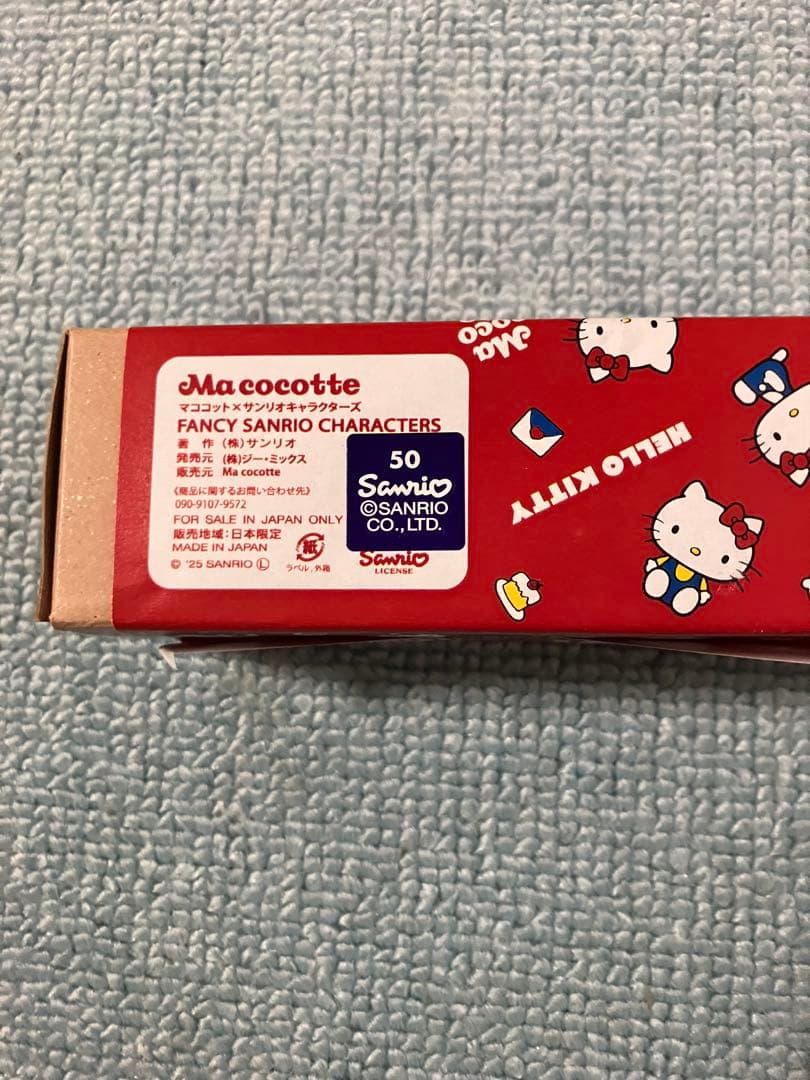 Ma cocotte
マココット×サンリオキャラクターズ
FANCY SANRIO CHARACTERS
著 作 (株)サンリオ
発売元 (株)ジー・ミックス
販売元 Ma cocotte
《商品に関するお問い合わせ先》
090-9107-9572
FOR SALE IN JAPAN ONLY
販売地域:日本限定
MADE IN JAPAN
© '25 SANRIO Ⓛ
紙
ラベル,外箱
Sanrio
LICENSE
50
Sanrio
©SANRIO
CO.,LTD.
Ma
coco
HELLO KITTY